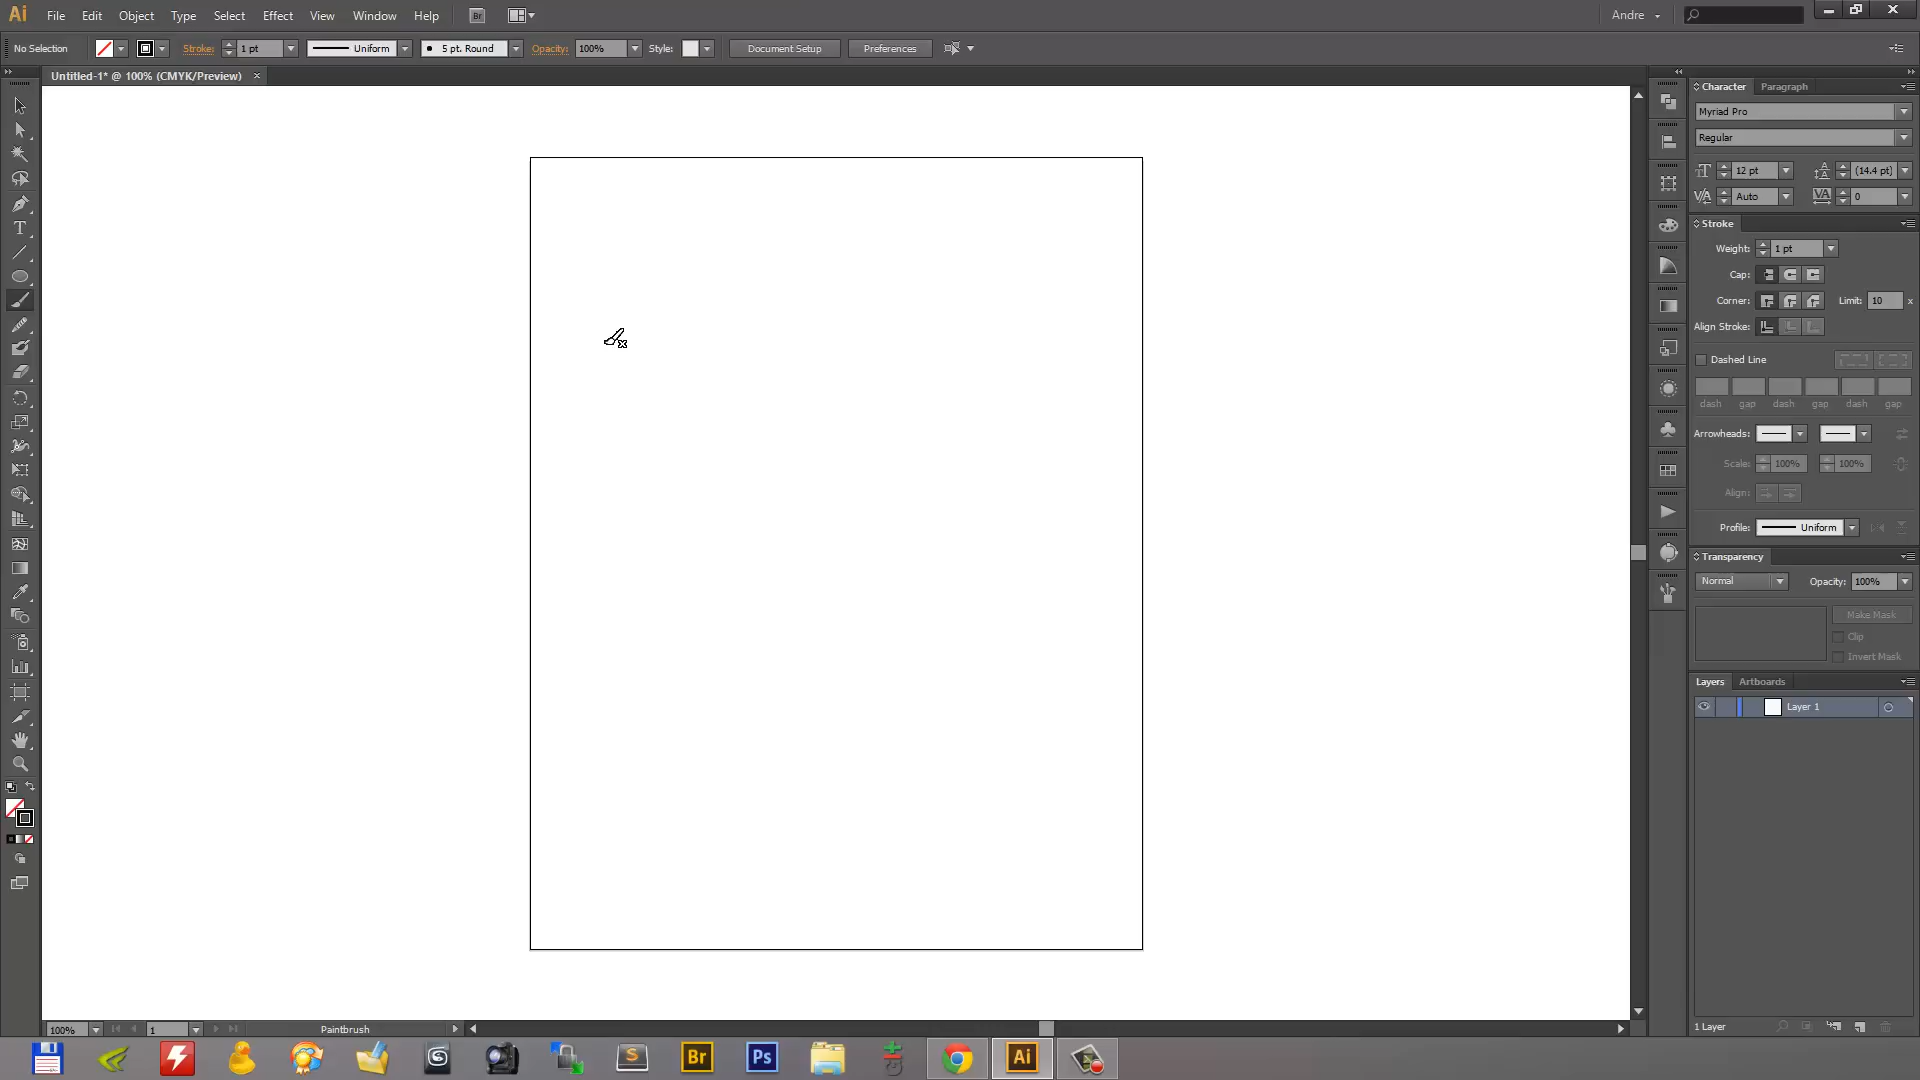 Ai File Edit Object Type Select Effect View Window Help Br Andre
No Selection Stroke: 1 pt Uniform 5 pt. Round Opacity: 100% Style: Document Setup Preferences
Untitled-1* @ 100% (CMYK/Preview)
Character Paragraph
Myriad Pro
Regular
12 pt (14.4 pt)
Auto 0
Stroke
Weight: 1 pt
Cap:
Corner: Limit: 10 x
Align Stroke:
Dashed Line
dash gap dash gap dash gap
Arrowheads:
Scale: 100% 100%
Align:
Profile: Uniform
Transparency
Normal Opacity: 100%
Make Mask
Clip
Invert Mask
Layers Artboards
Layer 1
1 Layer
100% 1 Paintbrush
S Br Ps Ai